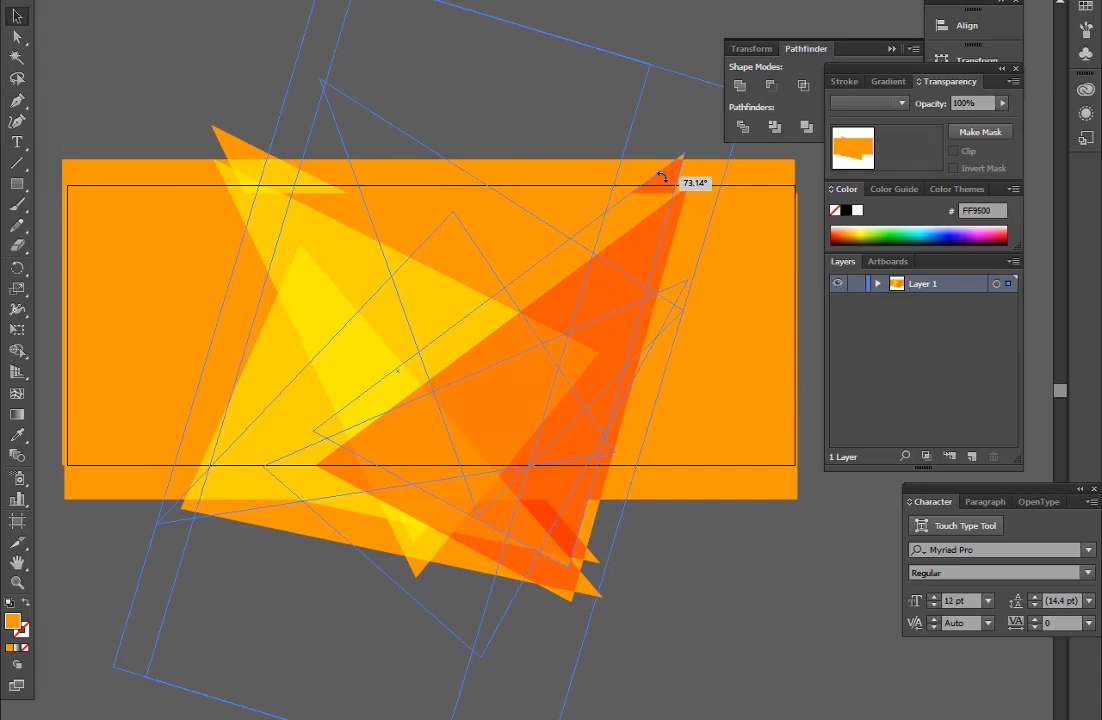 Align
Transform
Transform Pathfinder
Shape Modes:
Pathfinders:
Stroke Gradient Transparency
Opacity: 100%
Make Mask
Clip
Invert Mask
73.14°
Color Color Guide Color Themes
# FF9500
Layers Artboards
Layer 1
1 Layer
Character Paragraph OpenType
Touch Type Tool
Myriad Pro
Regular
12 pt (14.4 pt)
Auto 0